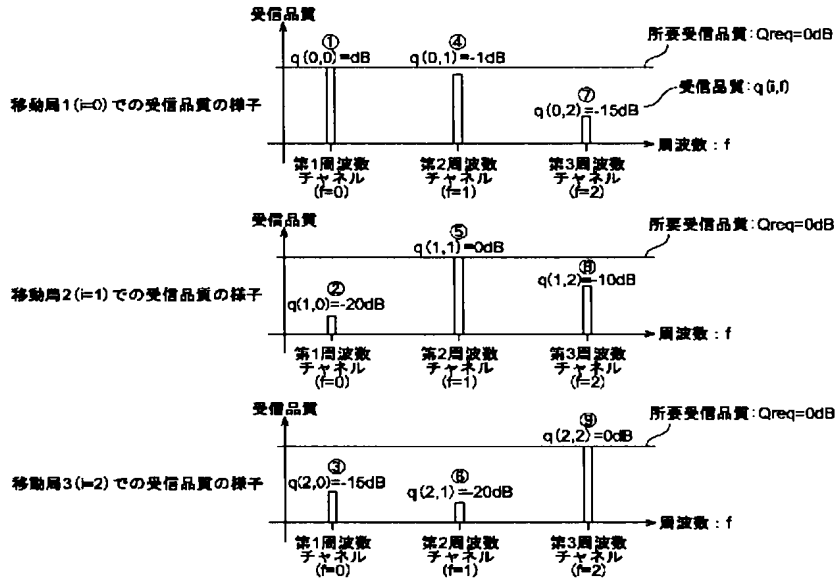 受信品質
① ④
q(0,0)=dB q(0,1)=-1dB
所要受信品質:Qreq=0dB
移動局1(i=0)での受信品質の様子
⑦
q(0,2)=-15dB
受信品質:q(i,f)
周波数:f
第1周波数 第2周波数 第3周波数
チャネル チャネル チャネル
(f=0) (f=1) (f=2)
受信品質
⑤
q(1,1)=0dB
所要受信品質:Qreq=0dB
移動局2(i=1)での受信品質の様子
② ⑧
q(1,0)=-20dB q(1,2)=-10dB
周波数:f
第1周波数 第2周波数 第3周波数
チャネル チャネル チャネル
(f=0) (f=1) (f=2)
受信品質
⑨
q(2,2)=0dB
所要受信品質:Qreq=0dB
移動局3(i=2)での受信品質の様子
③ ⑥
q(2,0)=-15dB q(2,1)=-20dB
周波数:f
第1周波数 第2周波数 第3周波数
チャネル チャネル チャネル
(f=0) (f=1) (f=2)